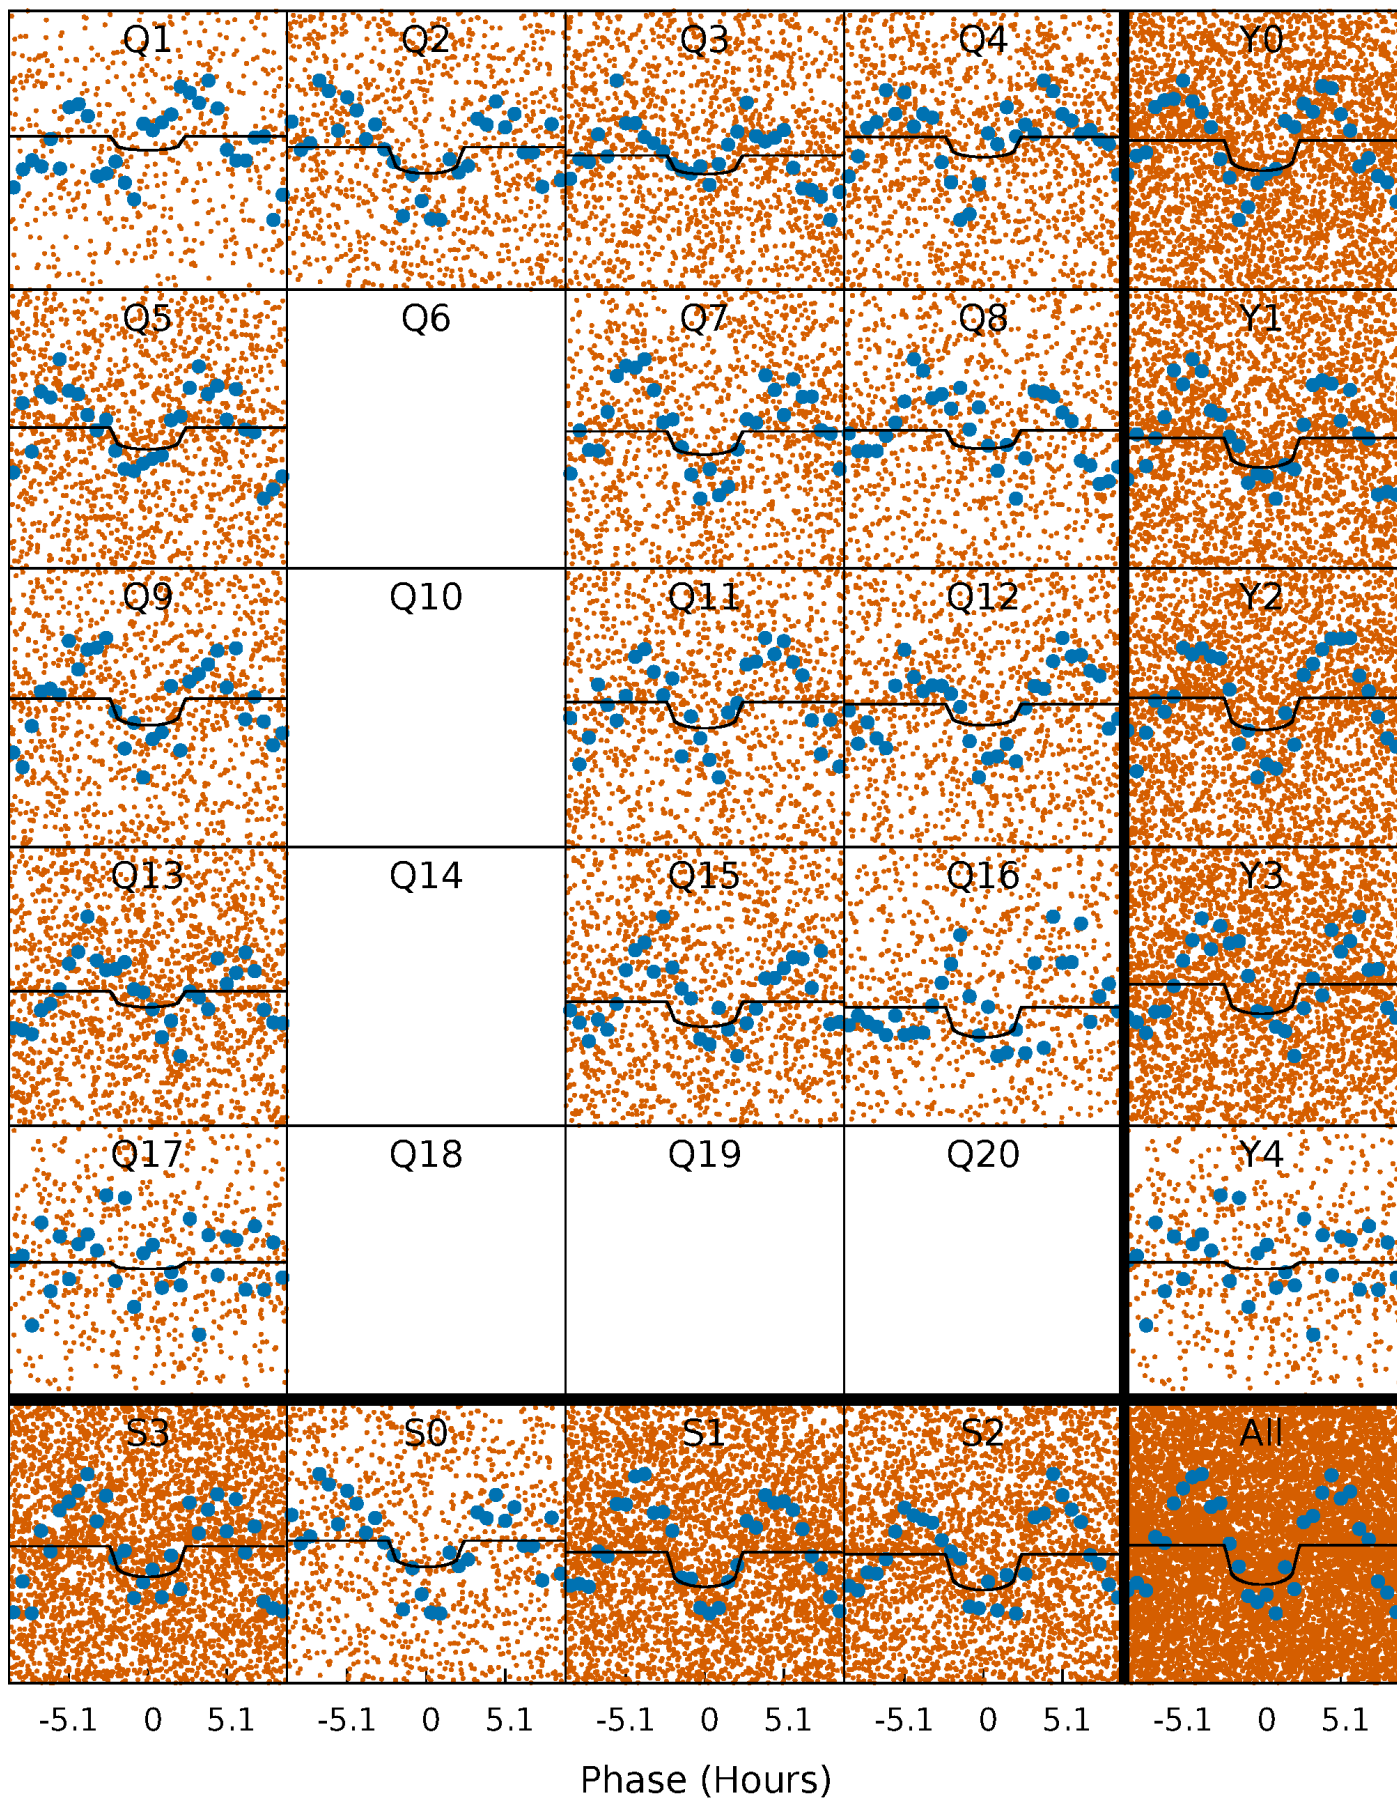 Q1 Q2 Q3 Q4 Y0
Q5 Q6 Q7 Q8 Y1
Q9 Q10 Q11 Q12 Y2
Q13 Q14 Q15 Q16 Y3
Q17 Q18 Q19 Q20 Y4
S3 S0 S1 S2 All
-5.1 0 5.1 -5.1 0 5.1 -5.1 0 5.1 -5.1 0 5.1 -5.1 0 5.1
Phase (Hours)